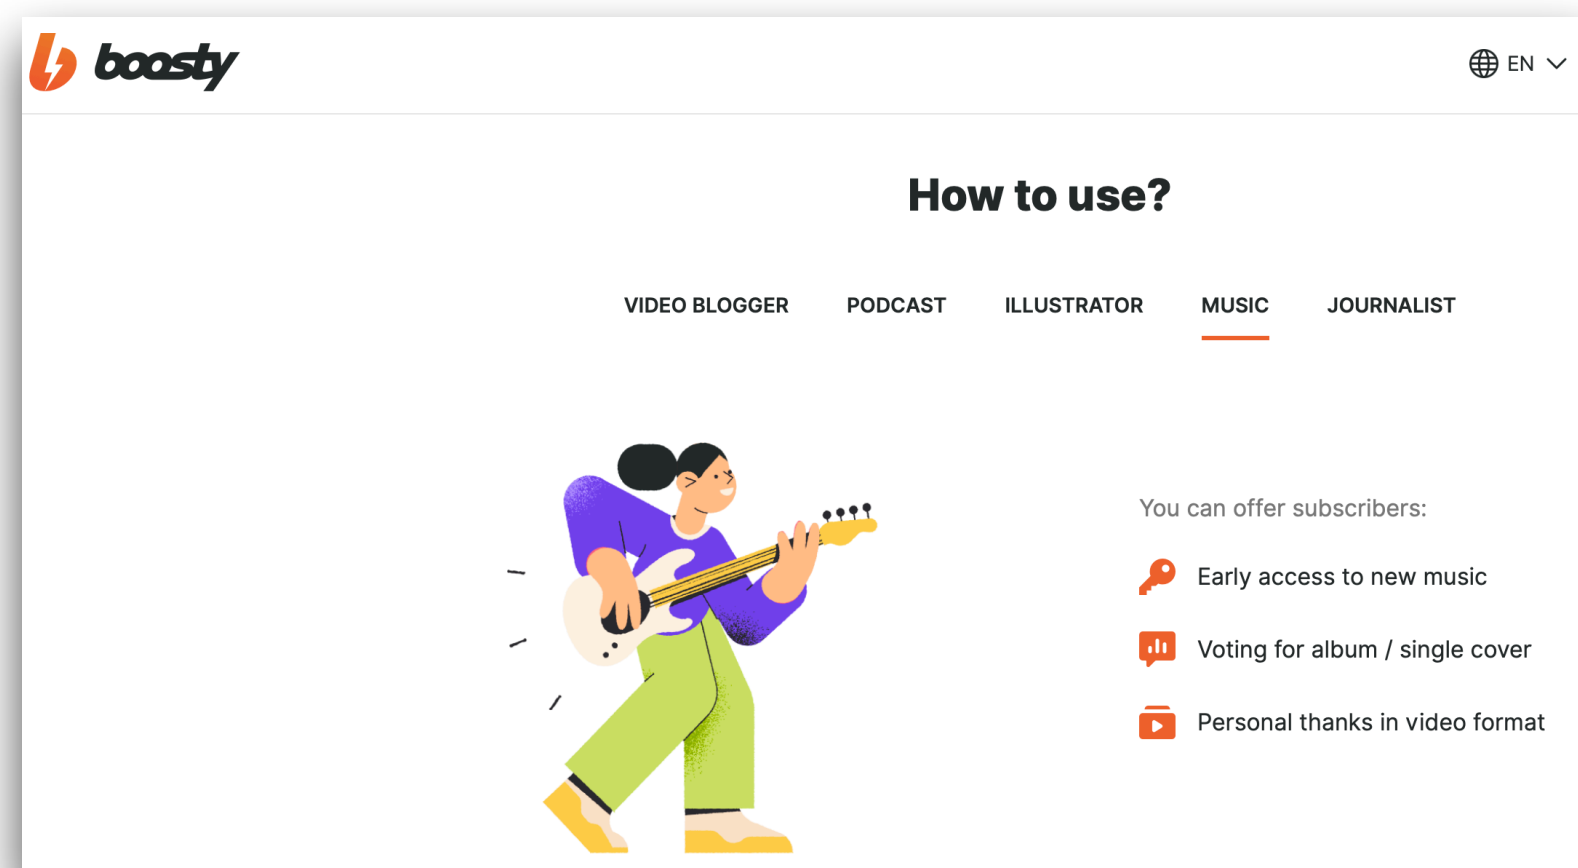 boosty
EN
How to use?
VIDEO BLOGGER PODCAST ILLUSTRATOR MUSIC JOURNALIST
You can offer subscribers:
Early access to new music
Voting for album / single cover
Personal thanks in video format